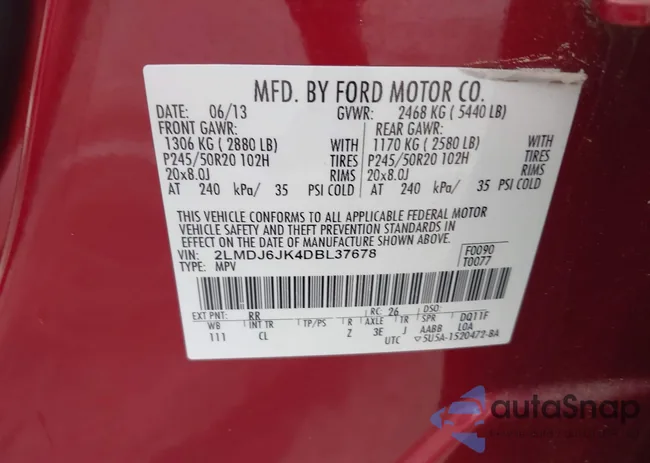 MFD. BY FORD MOTOR CO.
DATE: 06/13 GVWR: 2468 KG ( 5440 LB)
FRONT GAWR: REAR GAWR:
1306 KG ( 2880 LB) WITH 1170 KG ( 2580 LB) WITH
P245/50R20 102H TIRES P245/50R20 102H TIRES
20x8.0J RIMS 20x8.0J RIMS
AT 240 kPa/ 35 PSI COLD AT 240 kPa/ 35 PSI COLD
THIS VEHICLE CONFORMS TO ALL APPLICABLE FEDERAL MOTOR
VEHICLE SAFETY AND THEFT PREVENTION STANDARDS IN
EFFECT ON THE DATE OF MANUFACTURE SHOWN ABOVE.
VIN: 2LMDJ6JK4DBL37678 F0090
TYPE: MPV T0077
EXT PNT: RR RC: 26 DSO:
WB INT TR TP/PS R AXLE TR SPR DQ11F
111 CL Z 3E J AABB LOA
UTC ▽5U5A-1520472-BA
autoSnap